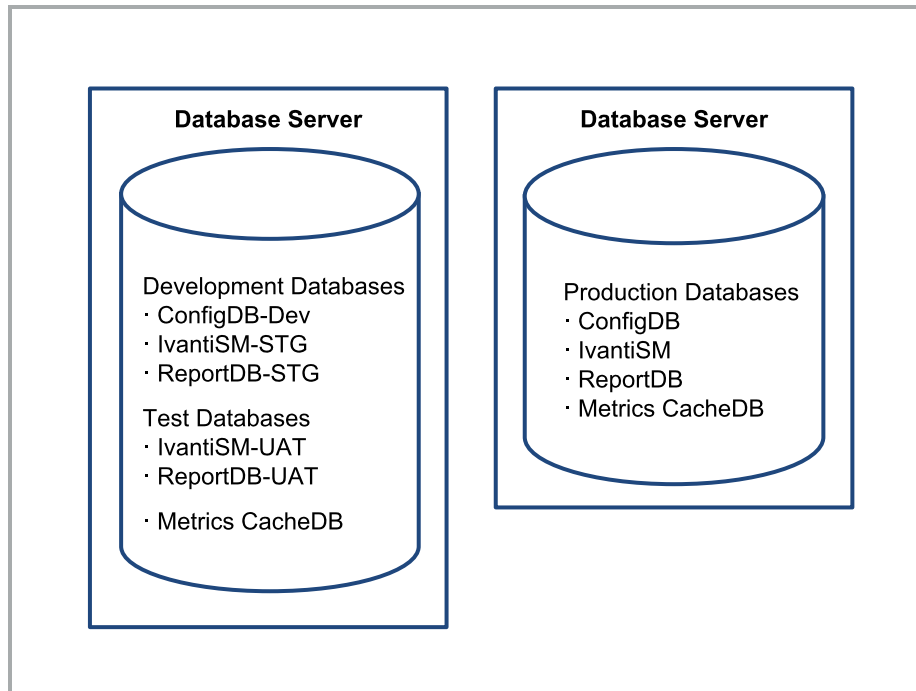 Database Server
Development Databases
· ConfigDB-Dev
· IvantiSM-STG
· ReportDB-STG
Test Databases
· IvantiSM-UAT
· ReportDB-UAT
· Metrics CacheDB
Database Server
Production Databases
· ConfigDB
· IvantiSM
· ReportDB
· Metrics CacheDB